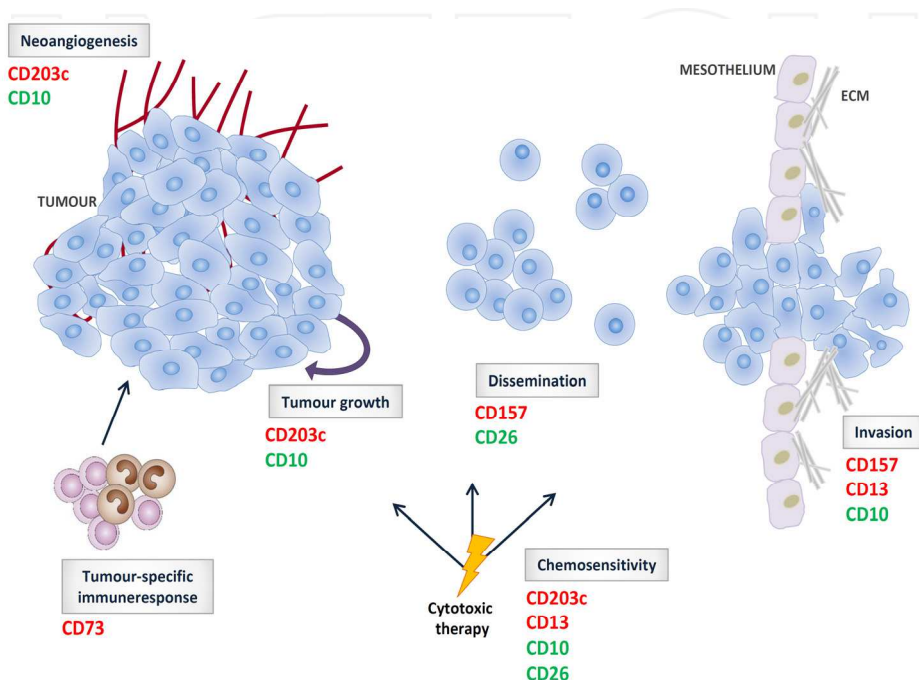 Neoangiogenesis
CD203c
CD10
TUMOUR
MESOTHELIUM
ECM
Tumour growth
CD203c
CD10
Dissemination
CD157
CD26
Invasion
CD157
CD13
CD10
Tumour-specific
immuneresponse
CD73
Cytotoxic
therapy
Chemosensitivity
CD203c
CD13
CD10
CD26